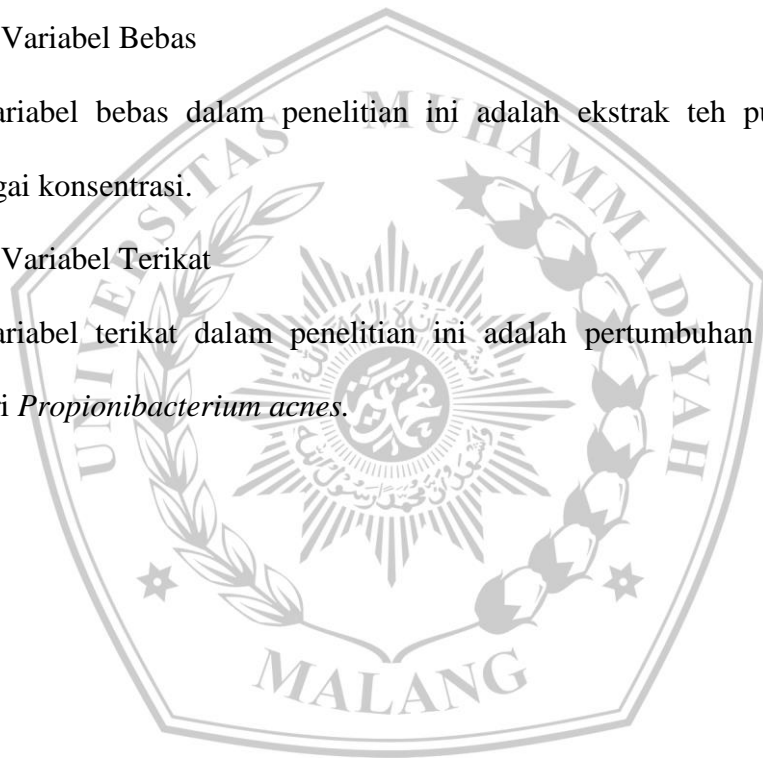 Variabel Bebas
ariabel bebas dalam penelitian ini adalah ekstrak teh pu
gai konsentrasi.
Variabel Terikat
ariabel terikat dalam penelitian ini adalah pertumbuhan
ri Propionibacterium acnes.
UNIVERSITAS MUHAMMADIYAH
MALANG